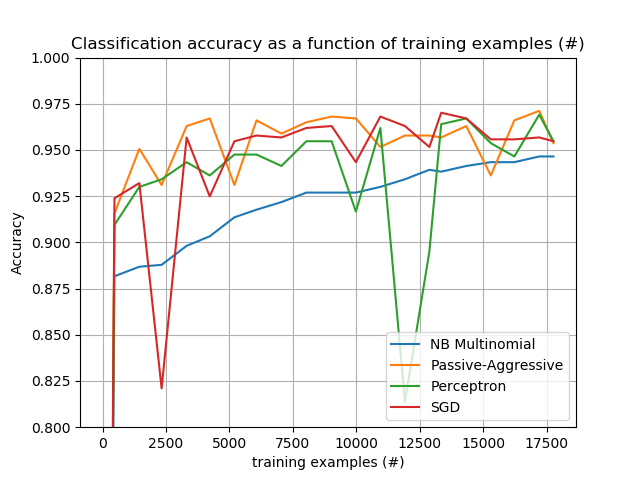 Classification accuracy as a function of training examples (#)
1.000
0.975
0.950
0.925
0.900
0.875
0.850
0.825
0.800
Accuracy
NB Multinomial
Passive-Aggressive
Perceptron
SGD
0 2500 5000 7500 10000 12500 15000 17500
training examples (#)